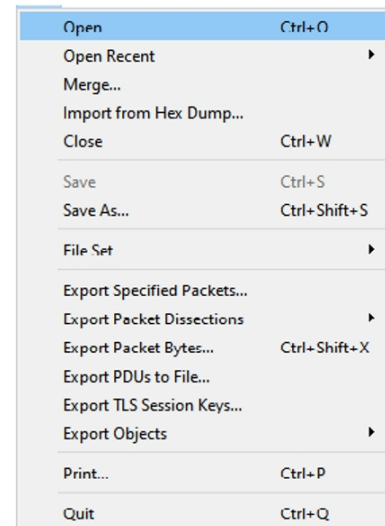 Open Ctrl+O
Open Recent
Merge...
Import from Hex Dump...
Close Ctrl+W
Save Ctrl+S
Save As... Ctrl+Shift+S
File Set
Export Specified Packets...
Export Packet Dissections
Export Packet Bytes... Ctrl+Shift+X
Export PDUs to File...
Export TLS Session Keys...
Export Objects
Print... Ctrl+P
Quit Ctrl+Q